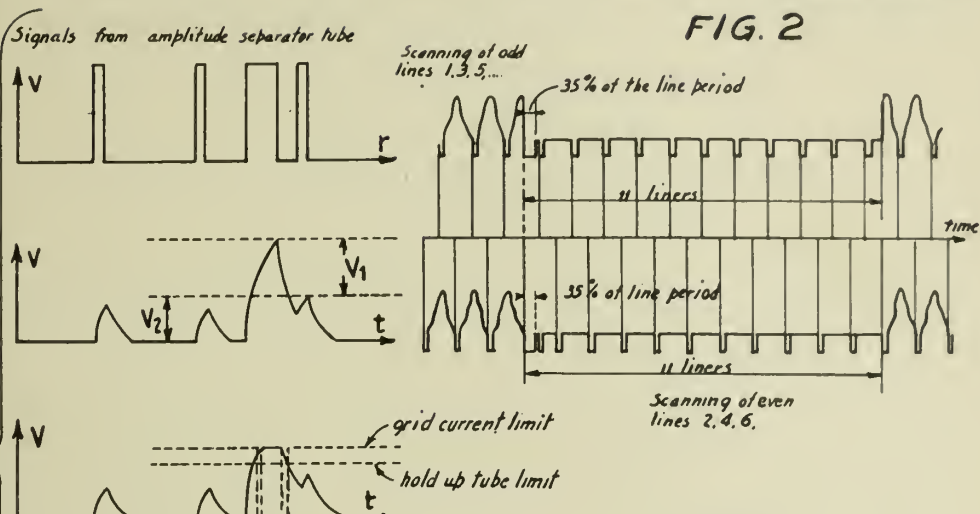 FIG. 2
Signals from amplitude separator tube
V
r
V
V1
V2
t
V
grid current limit
hold up tube limit
t
Scanning of odd
lines 1,3,5,...
35% of the line period
11 liners
time
35% of line period
11 liners
Scanning of even
lines 2,4,6,